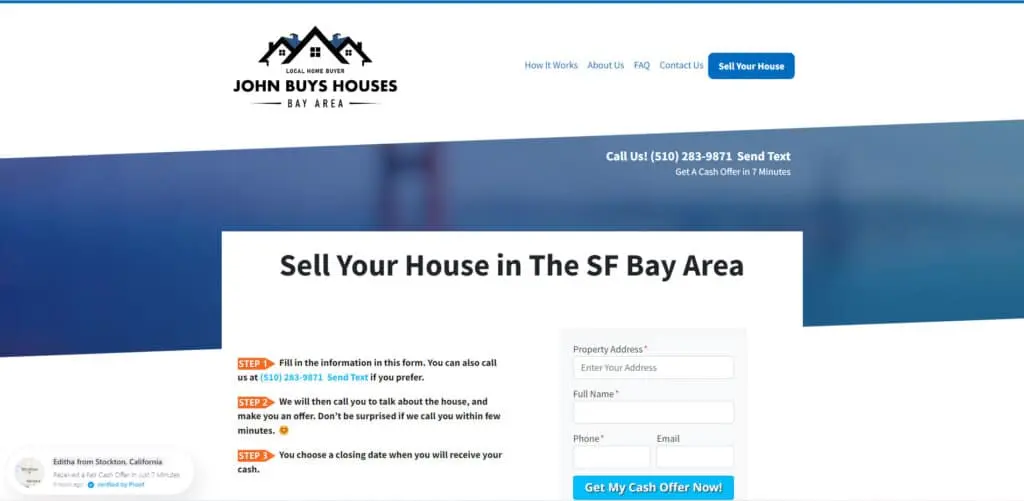 LOCAL HOME BUYER
JOHN BUYS HOUSES
BAY AREA
How It Works About Us FAQ Contact Us Sell Your House
Call Us! (510) 283-9871 Send Text
Get A Cash Offer in 7 Minutes
Sell Your House in The SF Bay Area
STEP 1 Fill in the information in this form. You can also call
us at (510) 283-9871 Send Text if you prefer.
STEP 2 We will then call you to talk about the house, and
make you an offer. Don't be surprised if we call you within few
minutes. 😊
STEP 3 You choose a closing date when you will receive your
cash.
Property Address*
Enter Your Address
Full Name*
Phone* Email
Get My Cash Offer Now!
Editha from Stockton, California
Received a Fair Cash Offer in Just 7 Minutes
hours ago verified by Proof